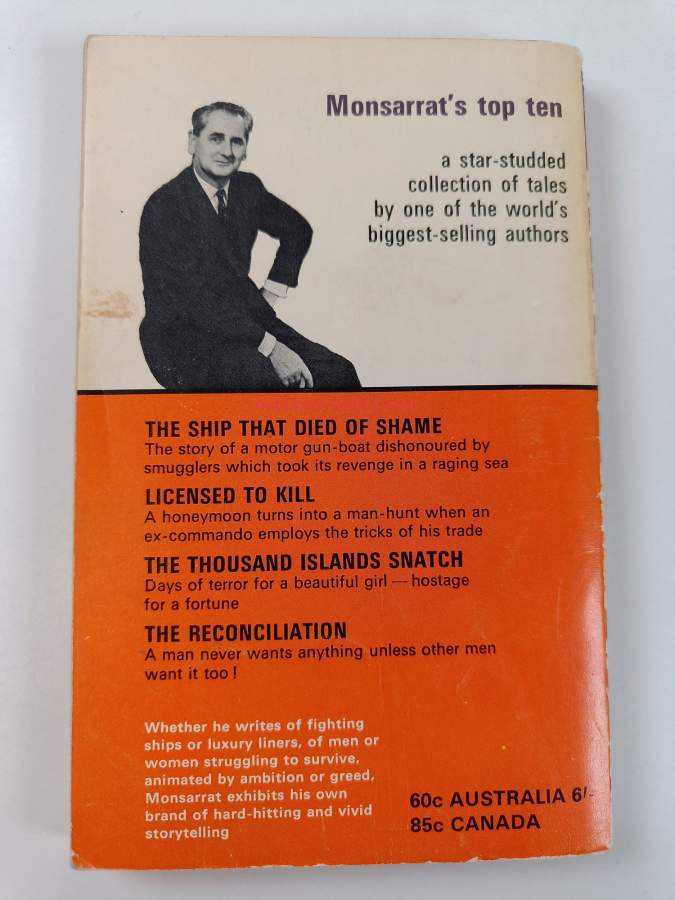 Monsarrat's top ten
a star-studded
collection of tales
by one of the world's
biggest-selling authors
THE SHIP THAT DIED OF SHAME
The story of a motor gun-boat dishonoured by
smugglers which took its revenge in a raging sea
LICENSED TO KILL
A honeymoon turns into a man-hunt when an
ex-commando employs the tricks of his trade
THE THOUSAND ISLANDS SNATCH
Days of terror for a beautiful girl — hostage
for a fortune
THE RECONCILIATION
A man never wants anything unless other men
want it too !
Whether he writes of fighting
ships or luxury liners, of men or
women struggling to survive,
animated by ambition or greed,
Monsarrat exhibits his own
brand of hard-hitting and vivid
storytelling
60c AUSTRALIA 6/-
85c CANADA